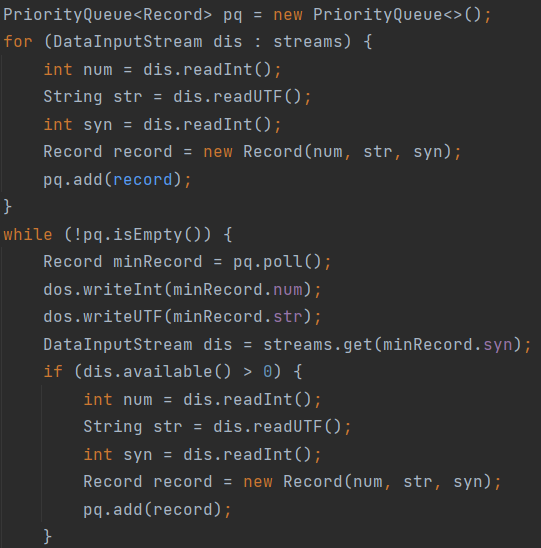 PriorityQueue<Record> pq = new PriorityQueue<>();
for (DataInputStream dis : streams) {
    int num = dis.readInt();
    String str = dis.readUTF();
    int syn = dis.readInt();
    Record record = new Record(num, str, syn);
    pq.add(record);
}
while (!pq.isEmpty()) {
    Record minRecord = pq.poll();
    dos.writeInt(minRecord.num);
    dos.writeUTF(minRecord.str);
    DataInputStream dis = streams.get(minRecord.syn);
    if (dis.available() > 0) {
        int num = dis.readInt();
        String str = dis.readUTF();
        int syn = dis.readInt();
        Record record = new Record(num, str, syn);
        pq.add(record);
    }